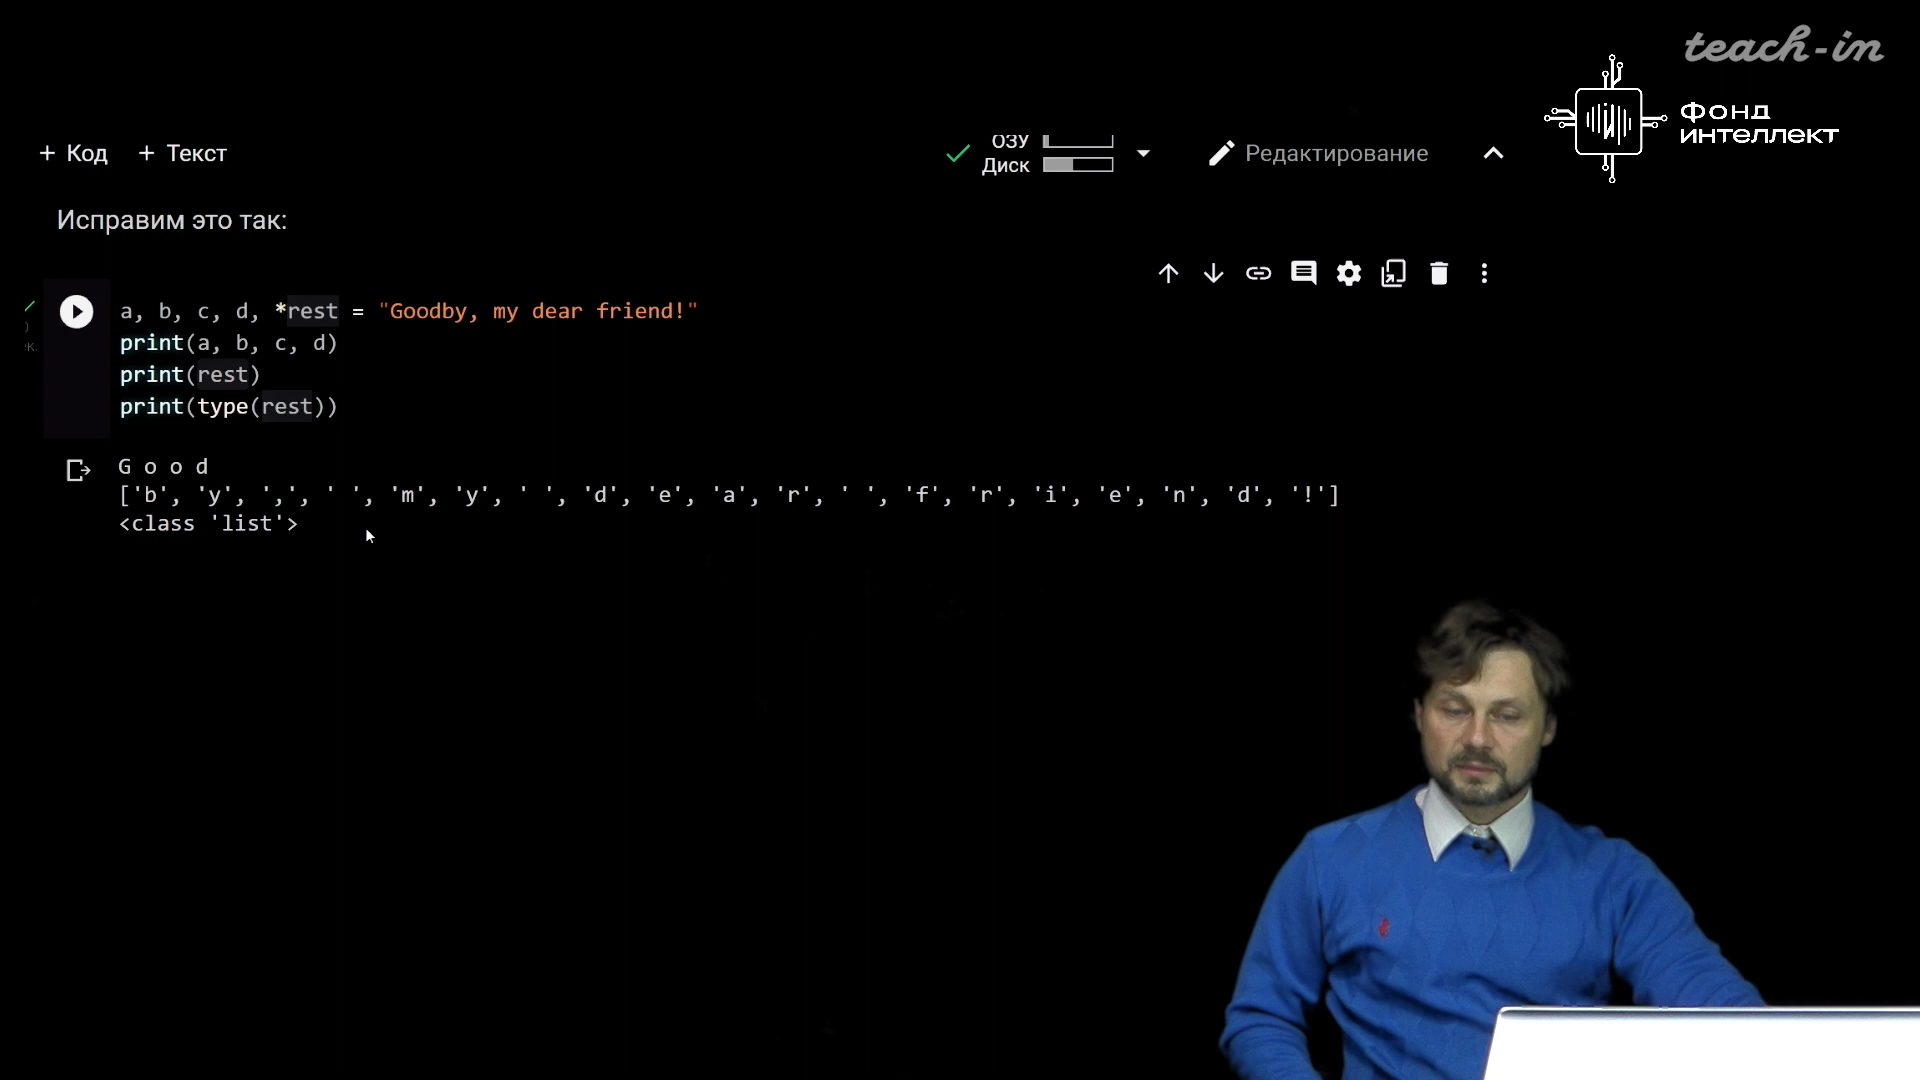 teach-in
Фонд
интеллект
+ Код + Текст
ОЗУ
Диск
Редактирование
Исправим это так:
a, b, c, d, *rest = "Goodby, my dear friend!"
print(a, b, c, d)
print(rest)
print(type(rest))
G o o d
['b', 'y', ',', ' ', 'm', 'y', ' ', 'd', 'e', 'a', 'r', ' ', 'f', 'r', 'i', 'e', 'n', 'd', '!']
<class 'list'>